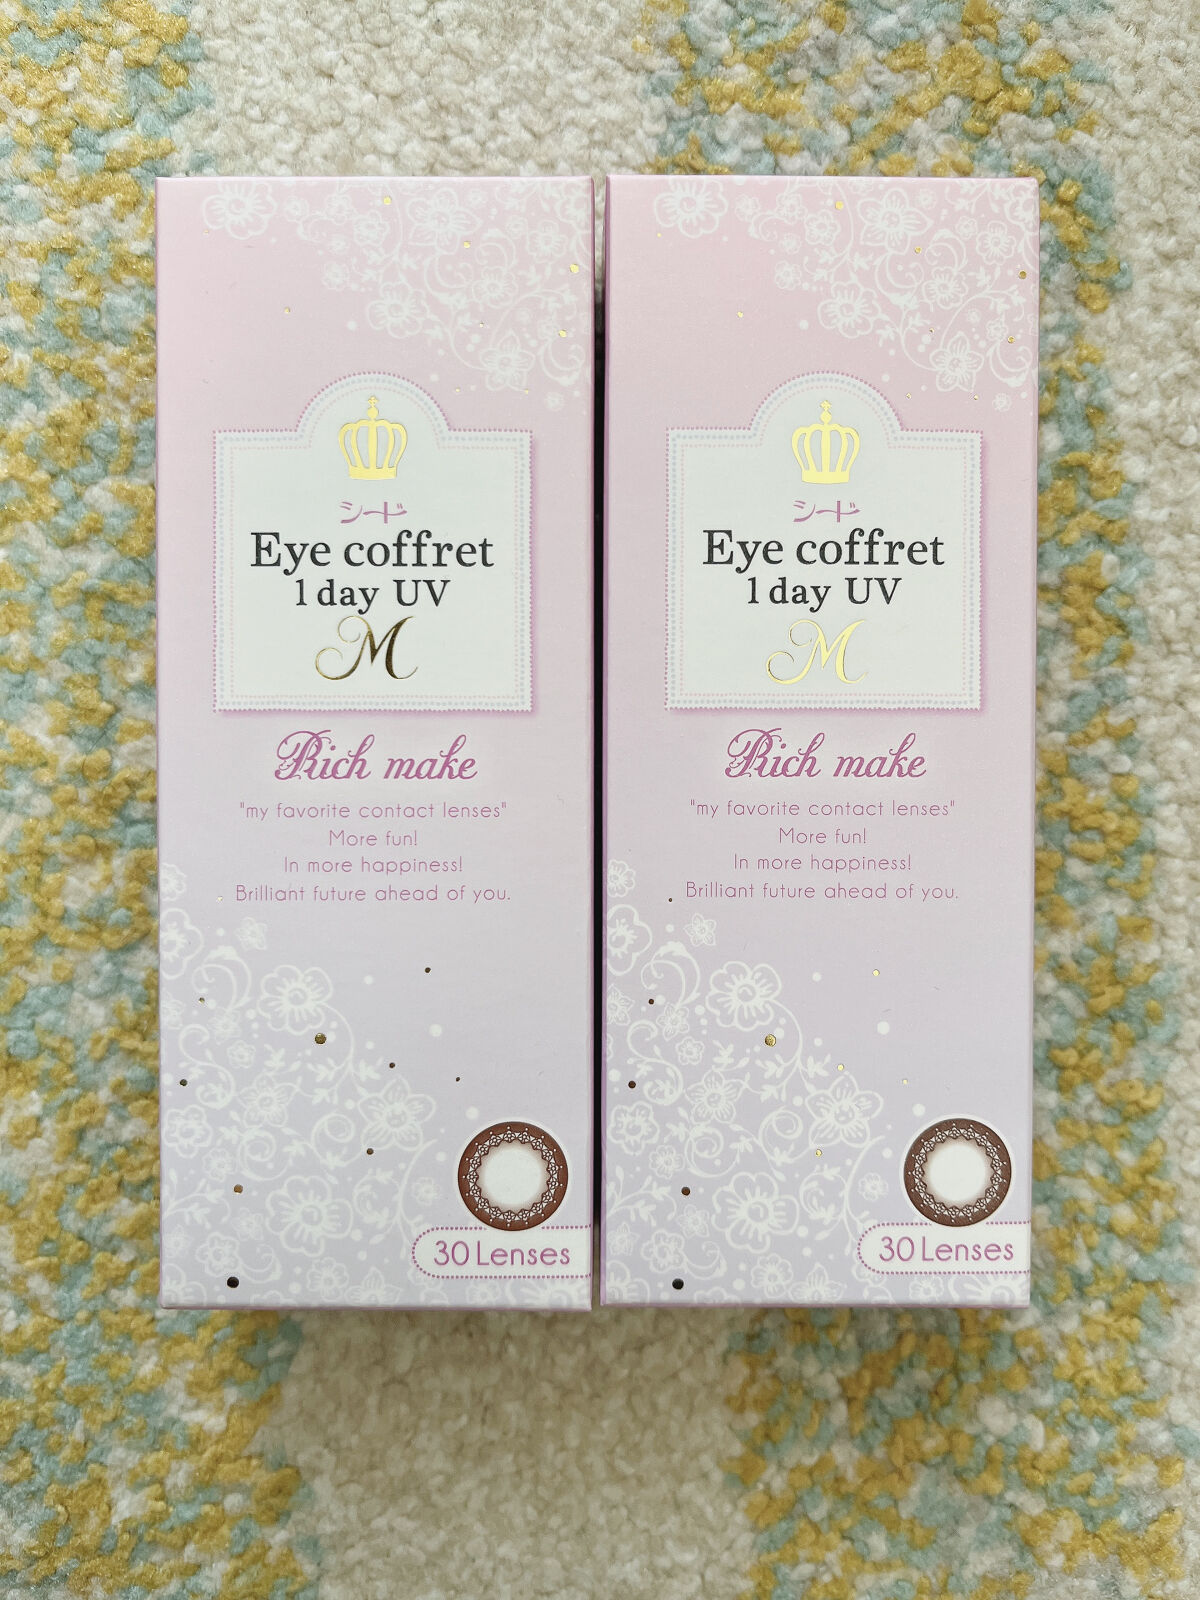 シード
Eye coffret
1 day UV
M
Rich make
"my favorite contact lenses"
More fun!
In more happiness!
Brilliant future ahead of you.
30 Lenses
シード
Eye coffret
1 day UV
M
Rich make
"my favorite contact lenses"
More fun!
In more happiness!
Brilliant future ahead of you.
30 Lenses